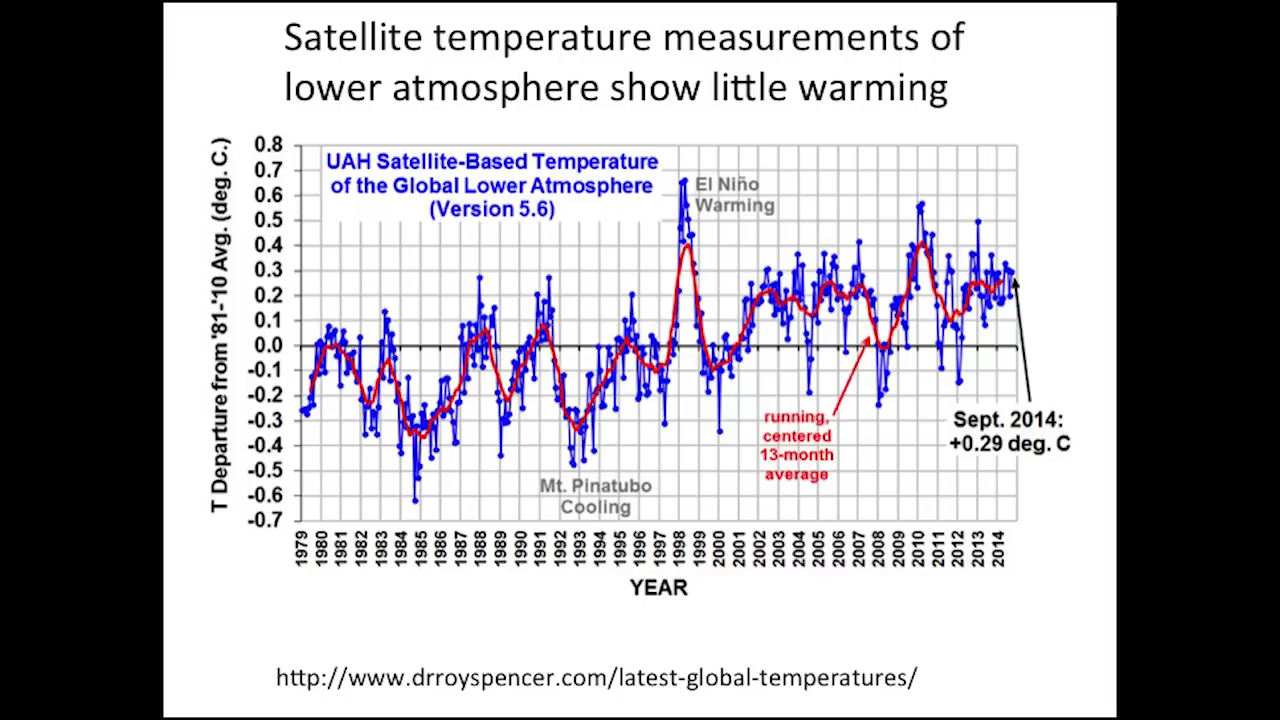 Satellite temperature measurements of
lower atmosphere show little warming
UAH Satellite-Based Temperature
of the Global Lower Atmosphere
(Version 5.6)
T Departure from '81-'10 Avg. (deg. C.)
0.8
0.7
0.6
0.5
0.4
0.3
0.2
0.1
0.0
-0.1
-0.2
-0.3
-0.4
-0.5
-0.6
-0.7
El Niño
Warming
Mt. Pinatubo
Cooling
running,
centered
13-month
average
Sept. 2014:
+0.29 deg. C
1979 1980 1981 1982 1983 1984 1985 1986 1987 1988 1989 1990 1991 1992 1993 1994 1995 1996 1997 1998 1999 2000 2001 2002 2003 2004 2005 2006 2007 2008 2009 2010 2011 2012 2013 2014
YEAR
http://www.drroyspencer.com/latest-global-temperatures/